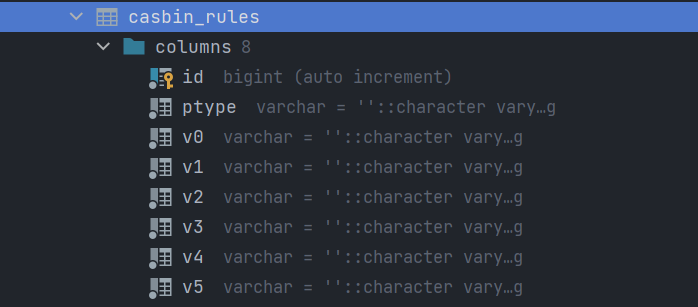 casbin_rules
columns 8
id bigint (auto increment)
ptype varchar = ''::character vary…g
v0 varchar = ''::character vary…g
v1 varchar = ''::character vary…g
v2 varchar = ''::character vary…g
v3 varchar = ''::character vary…g
v4 varchar = ''::character vary…g
v5 varchar = ''::character vary…g